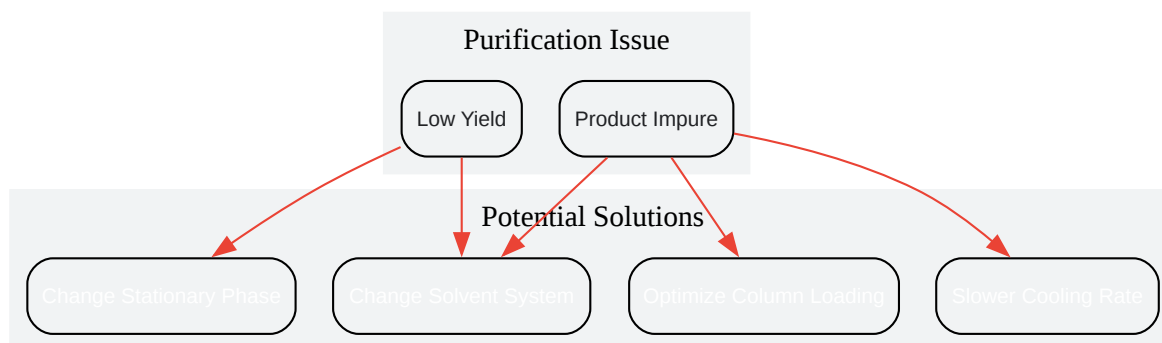 Purification Issue
Low Yield
Product Impure
Potential Solutions
Change Stationary Phase
Change Solvent System
Optimize Column Loading
Slower Cooling Rate